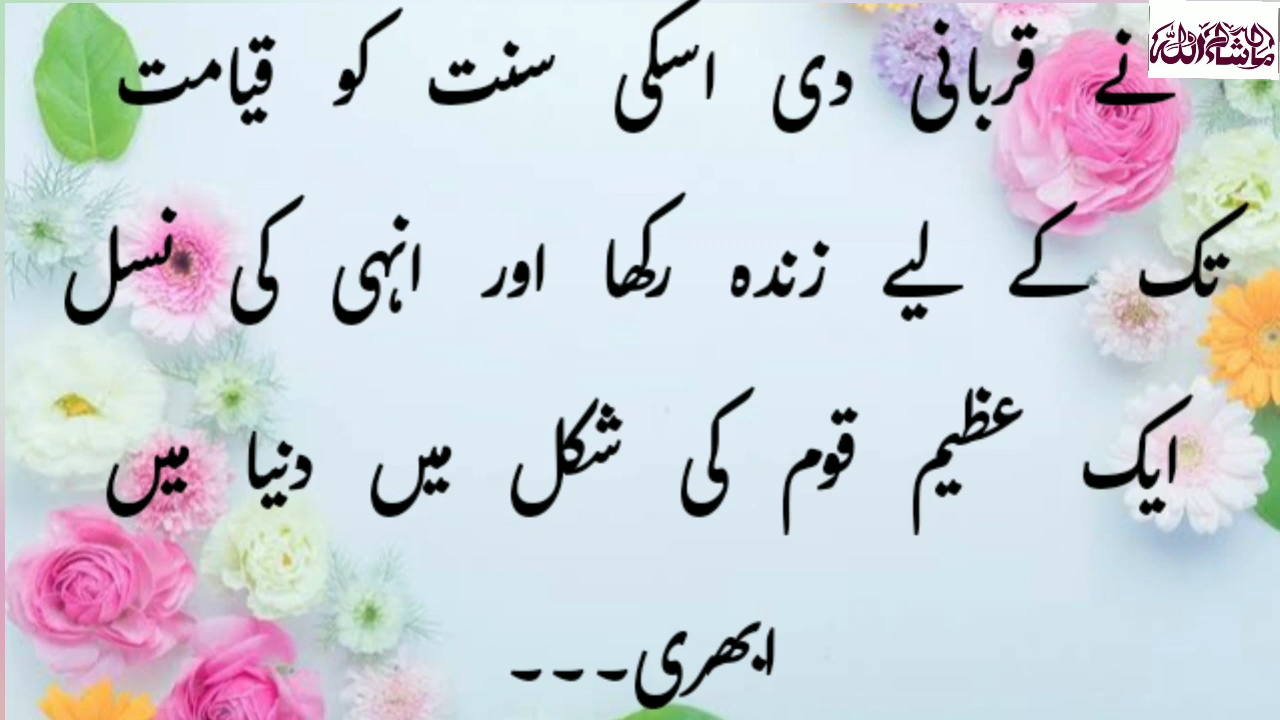 ماشاءاللہ
نے قربانی دی اسکی سنت کو قیامت
تک کے لیے زندہ رکھا اور انہی کی نسل
ایک عظیم قوم کی شکل میں دنیا میں
ابھری۔۔۔